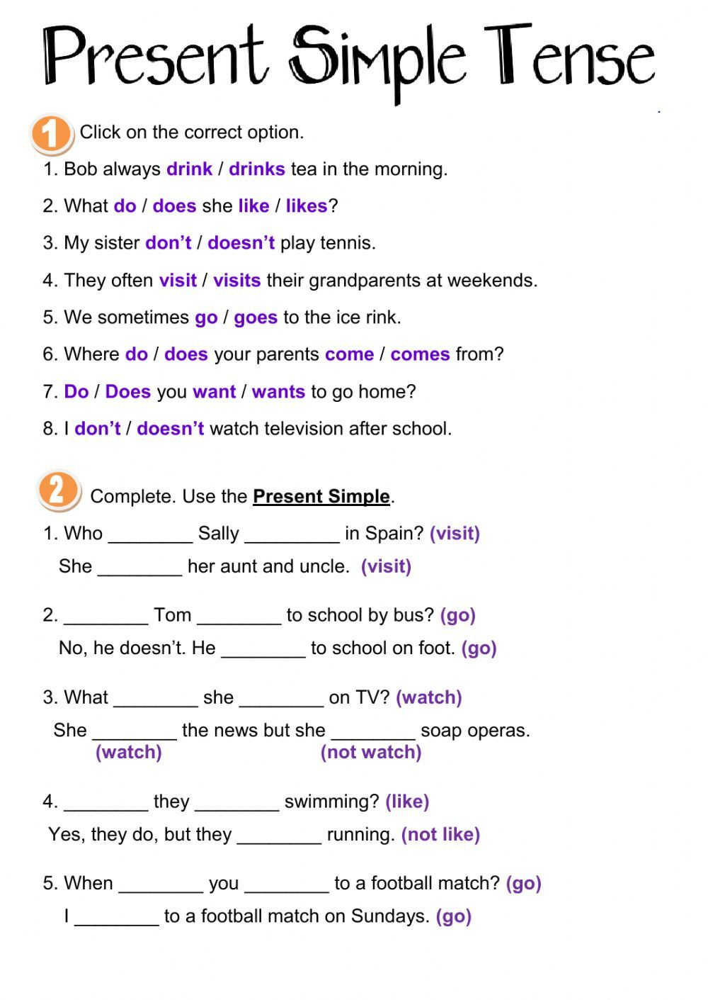 Present Simple Tense
1 Click on the correct option.
1. Bob always drink / drinks tea in the morning.
2. What do / does she like / likes?
3. My sister don’t / doesn’t play tennis.
4. They often visit / visits their grandparents at weekends.
5. We sometimes go / goes to the ice rink.
6. Where do / does your parents come / comes from?
7. Do / Does you want / wants to go home?
8. I don’t / doesn’t watch television after school.
2 Complete. Use the Present Simple.
1. Who ________ Sally _________ in Spain? (visit)
She ________ her aunt and uncle. (visit)
2. ________ Tom ________ to school by bus? (go)
No, he doesn’t. He ________ to school on foot. (go)
3. What ________ she ________ on TV? (watch)
She ________ the news but she ________ soap operas.
(watch) (not watch)
4. ________ they ________ swimming? (like)
Yes, they do, but they ________ running. (not like)
5. When ________ you ________ to a football match? (go)
I ________ to a football match on Sundays. (go)